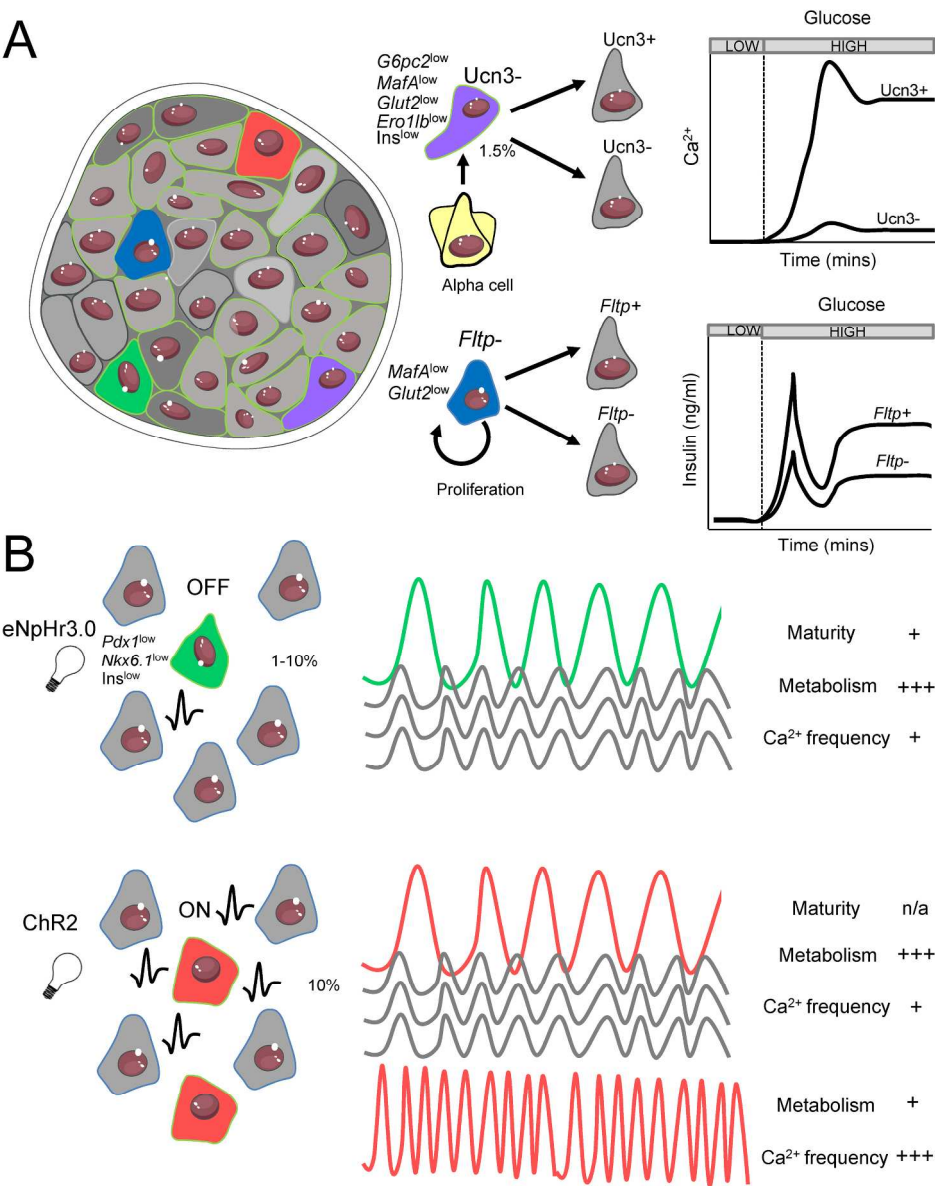 A
G6pc2low
MafAlow
Glut2low
Ero1lblow
Inslow
Ucn3-
1.5%
Ucn3+
Ucn3-
Alpha cell
Glucose
LOW HIGH
Ca2+
Ucn3+
Ucn3-
Time (mins)
Fltp-
MafAlow
Glut2low
Proliferation
Fltp+
Fltp-
Glucose
LOW HIGH
Insulin (ng/ml)
Fltp+
Fltp-
Time (mins)
B
eNpHr3.0
OFF
Pdx1low
Nkx6.1low
Inslow
1-10%
Maturity +
Metabolism +++
Ca2+ frequency +
ChR2
ON
10%
Maturity n/a
Metabolism +++
Ca2+ frequency +
Metabolism +
Ca2+ frequency +++